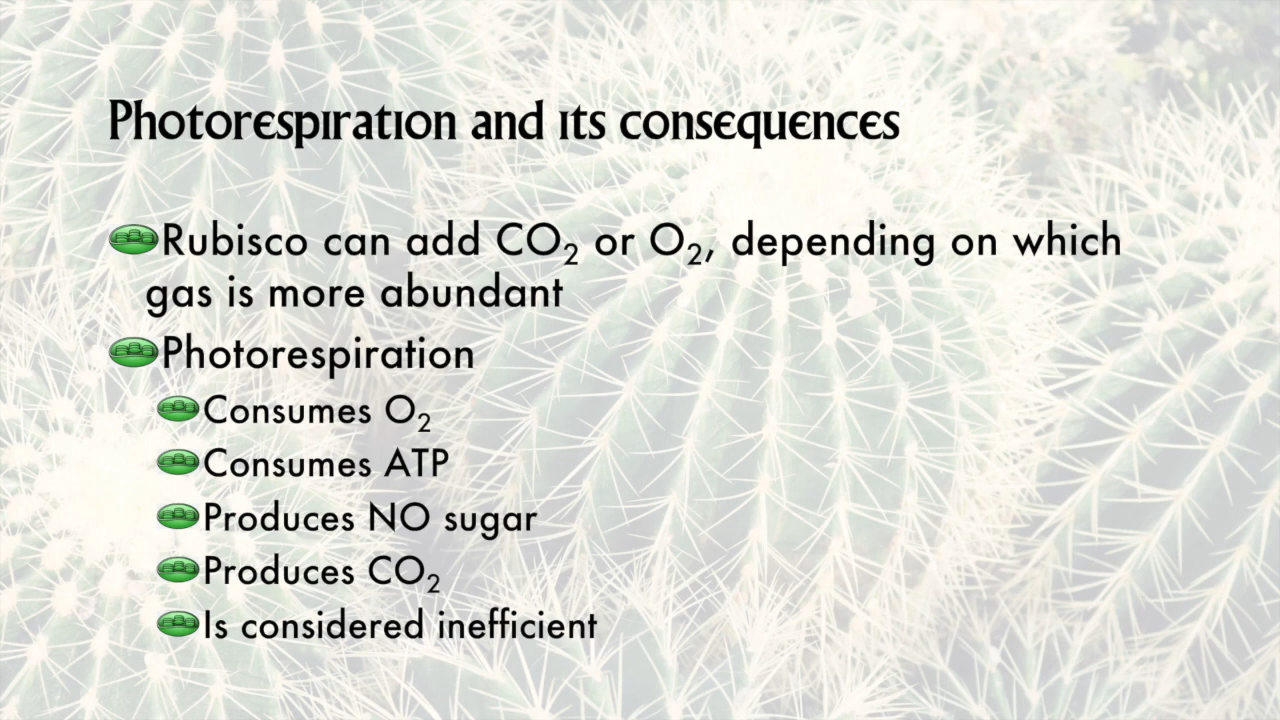 Photorespiration and its consequences
Rubisco can add CO₂ or O₂, depending on which
gas is more abundant
Photorespiration
Consumes O₂
Consumes ATP
Produces NO sugar
Produces CO₂
Is considered inefficient